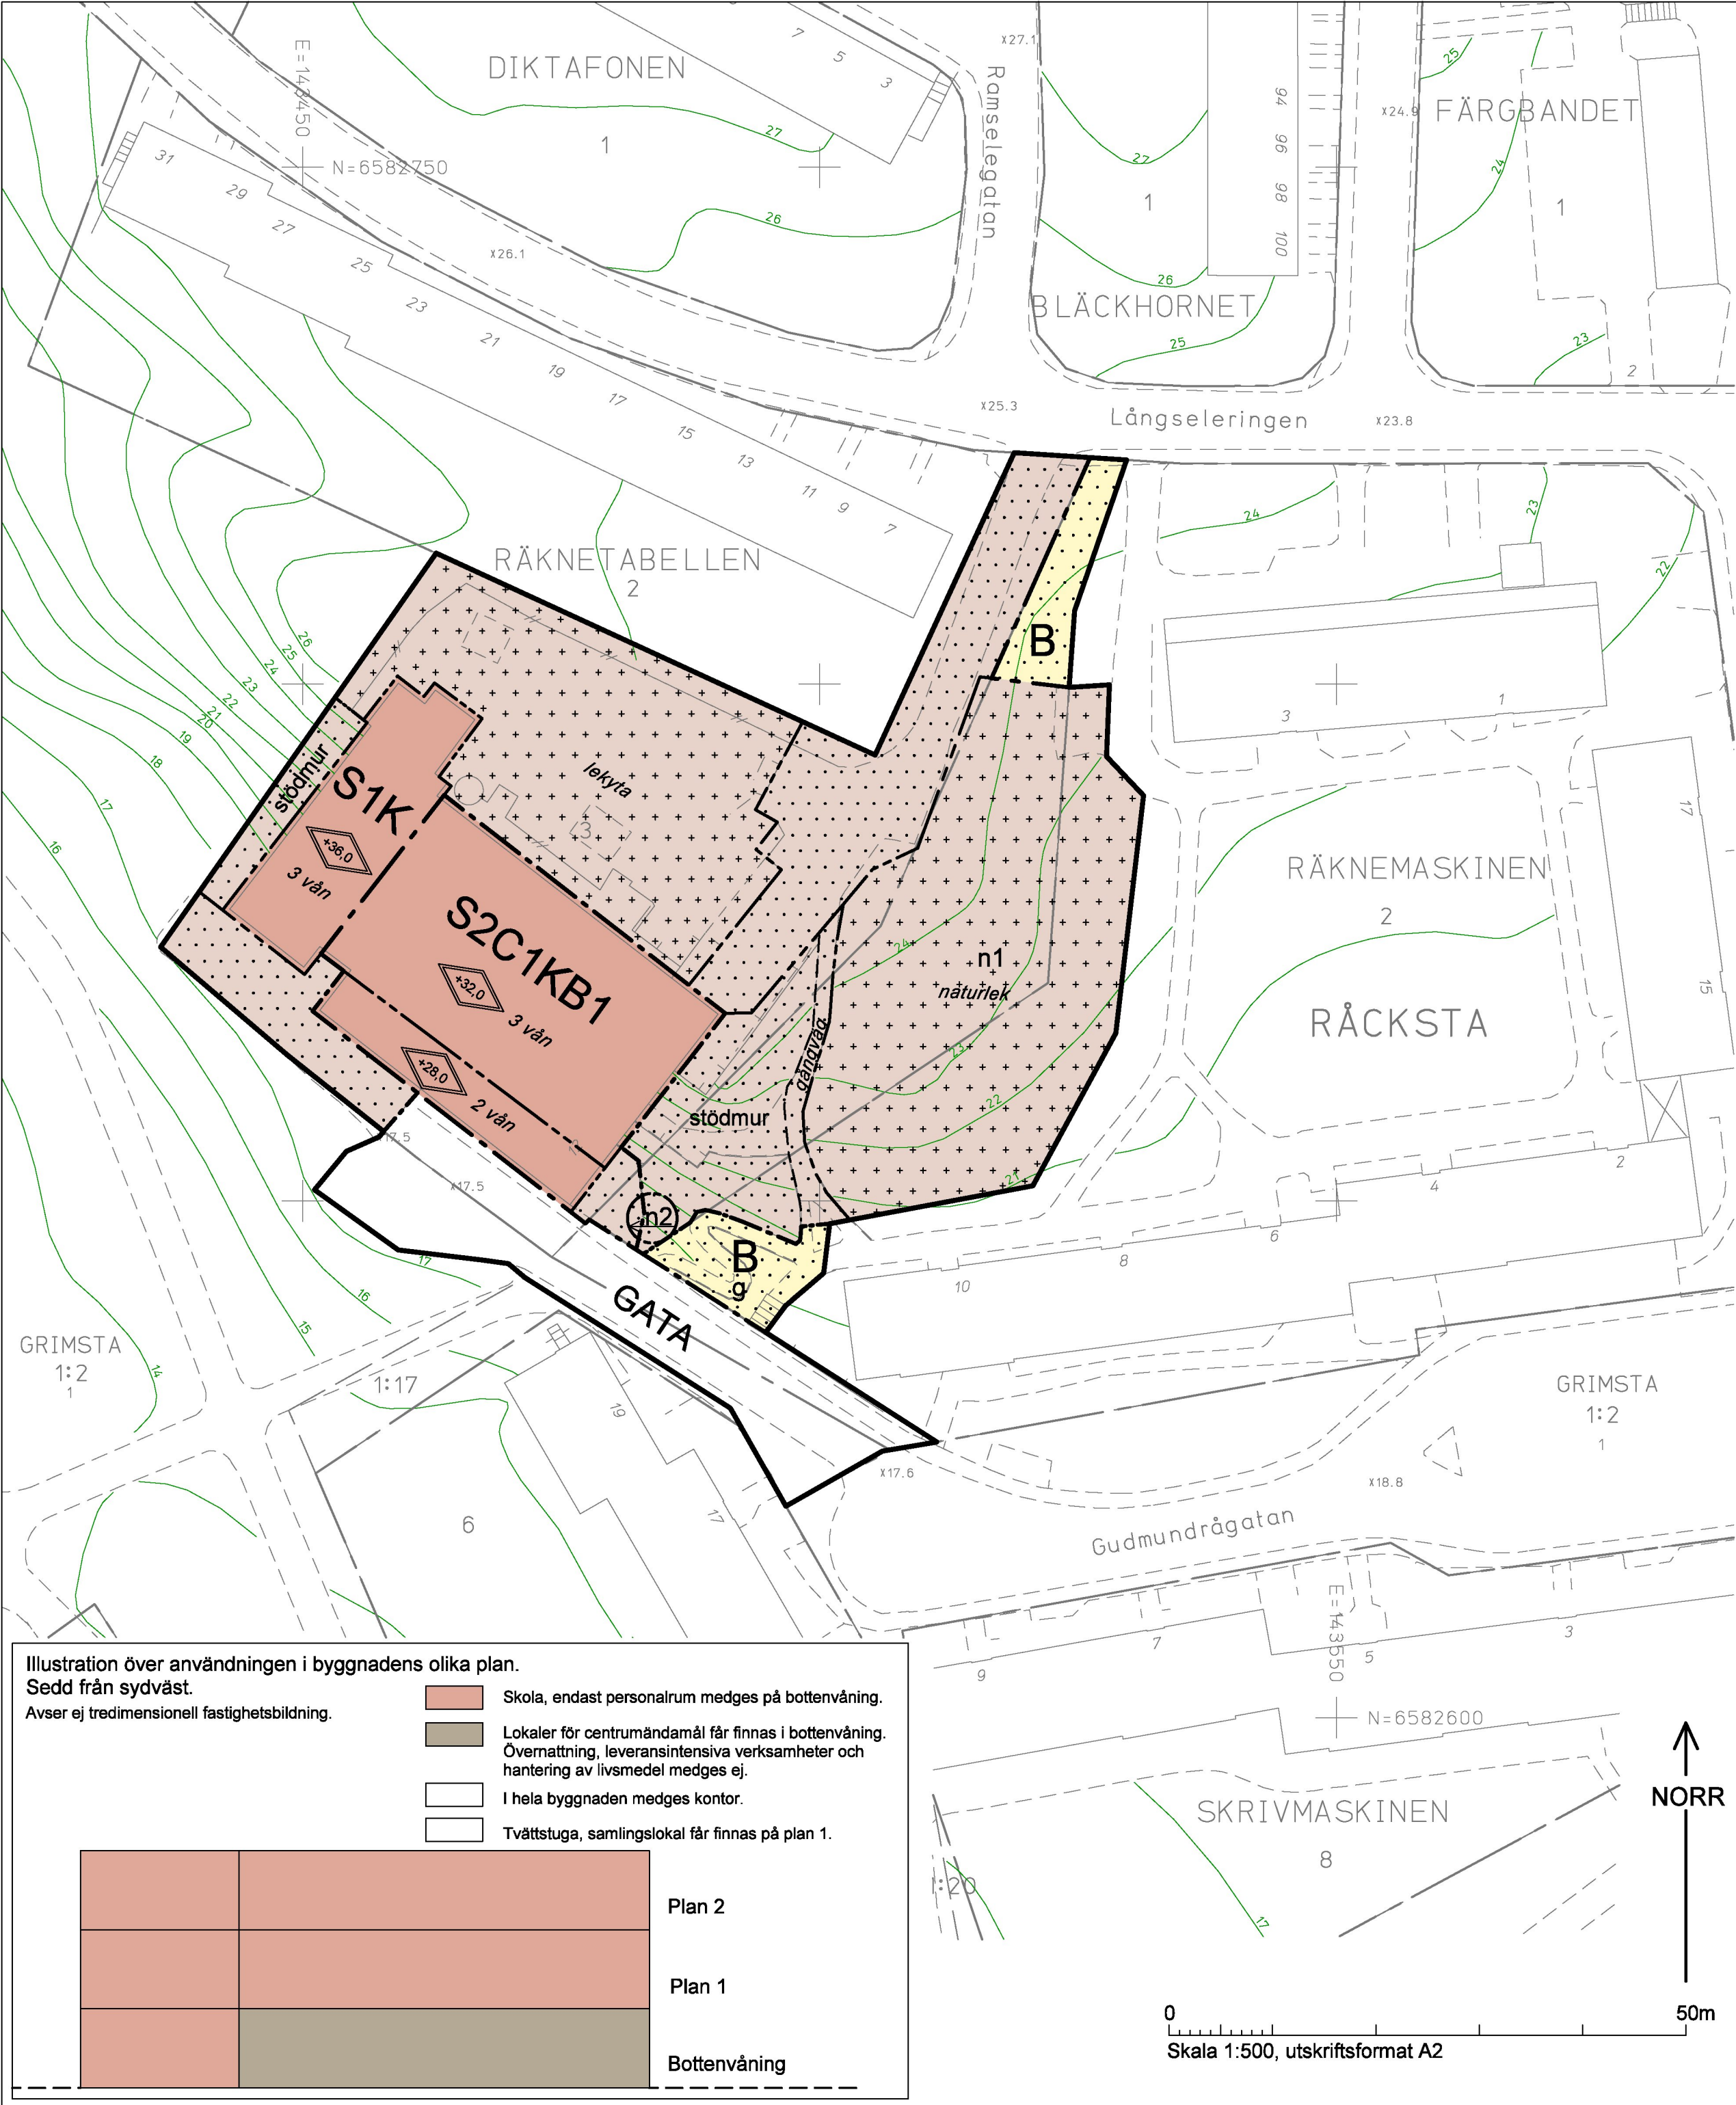 DIKTAFONEN
1
7
5
3
27
26
E=143450
N=6582750
x26.1
x27.1
Ramselegatan
27
1
94
96
98
100
26
BLÄCKHORNET
25
x24.9
FÄRGBANDET
25
24
1
23
2
31
29
27
25
23
21
19
17
15
13
11
9
7
x25.3
Långseleringen
x23.8
RÄKNETABELLEN
2
24
23
22
B
3
1
17
15
26
25
24
23
22
21
20
19
18
17
16
stödmur
S1K
+36,0
3 vån
lekyta
3
S2C1KB1
+32,0
3 vån
+28,0
2 vån
n1
naturlek
24
23
22
21
gångväg
stödmur
n2
B
g
GATA
RÄKNEMASKINEN
2
RÅCKSTA
2
4
6
8
10
x17.5
x17.5
17
16
15
14
GRIMSTA
1:2
1
1:17
19
17
6
x17.6
GRIMSTA
1:2
1
x18.8
Gudmundrågatan
9
7
5
3
E=143550
N=6582600
SKRIVMASKINEN
8
1:20
17
NORR
0 50m
Skala 1:500, utskriftsformat A2
Illustration över användningen i byggnadens olika plan.
Sedd från sydväst.
Avser ej tredimensionell fastighetsbildning.
Skola, endast personalrum medges på bottenvåning.
Lokaler för centrumändamål får finnas i bottenvåning.
Övernattning, leveransintensiva verksamheter och
hantering av livsmedel medges ej.
I hela byggnaden medges kontor.
Tvättstuga, samlingslokal får finnas på plan 1.
Plan 2
Plan 1
Bottenvåning